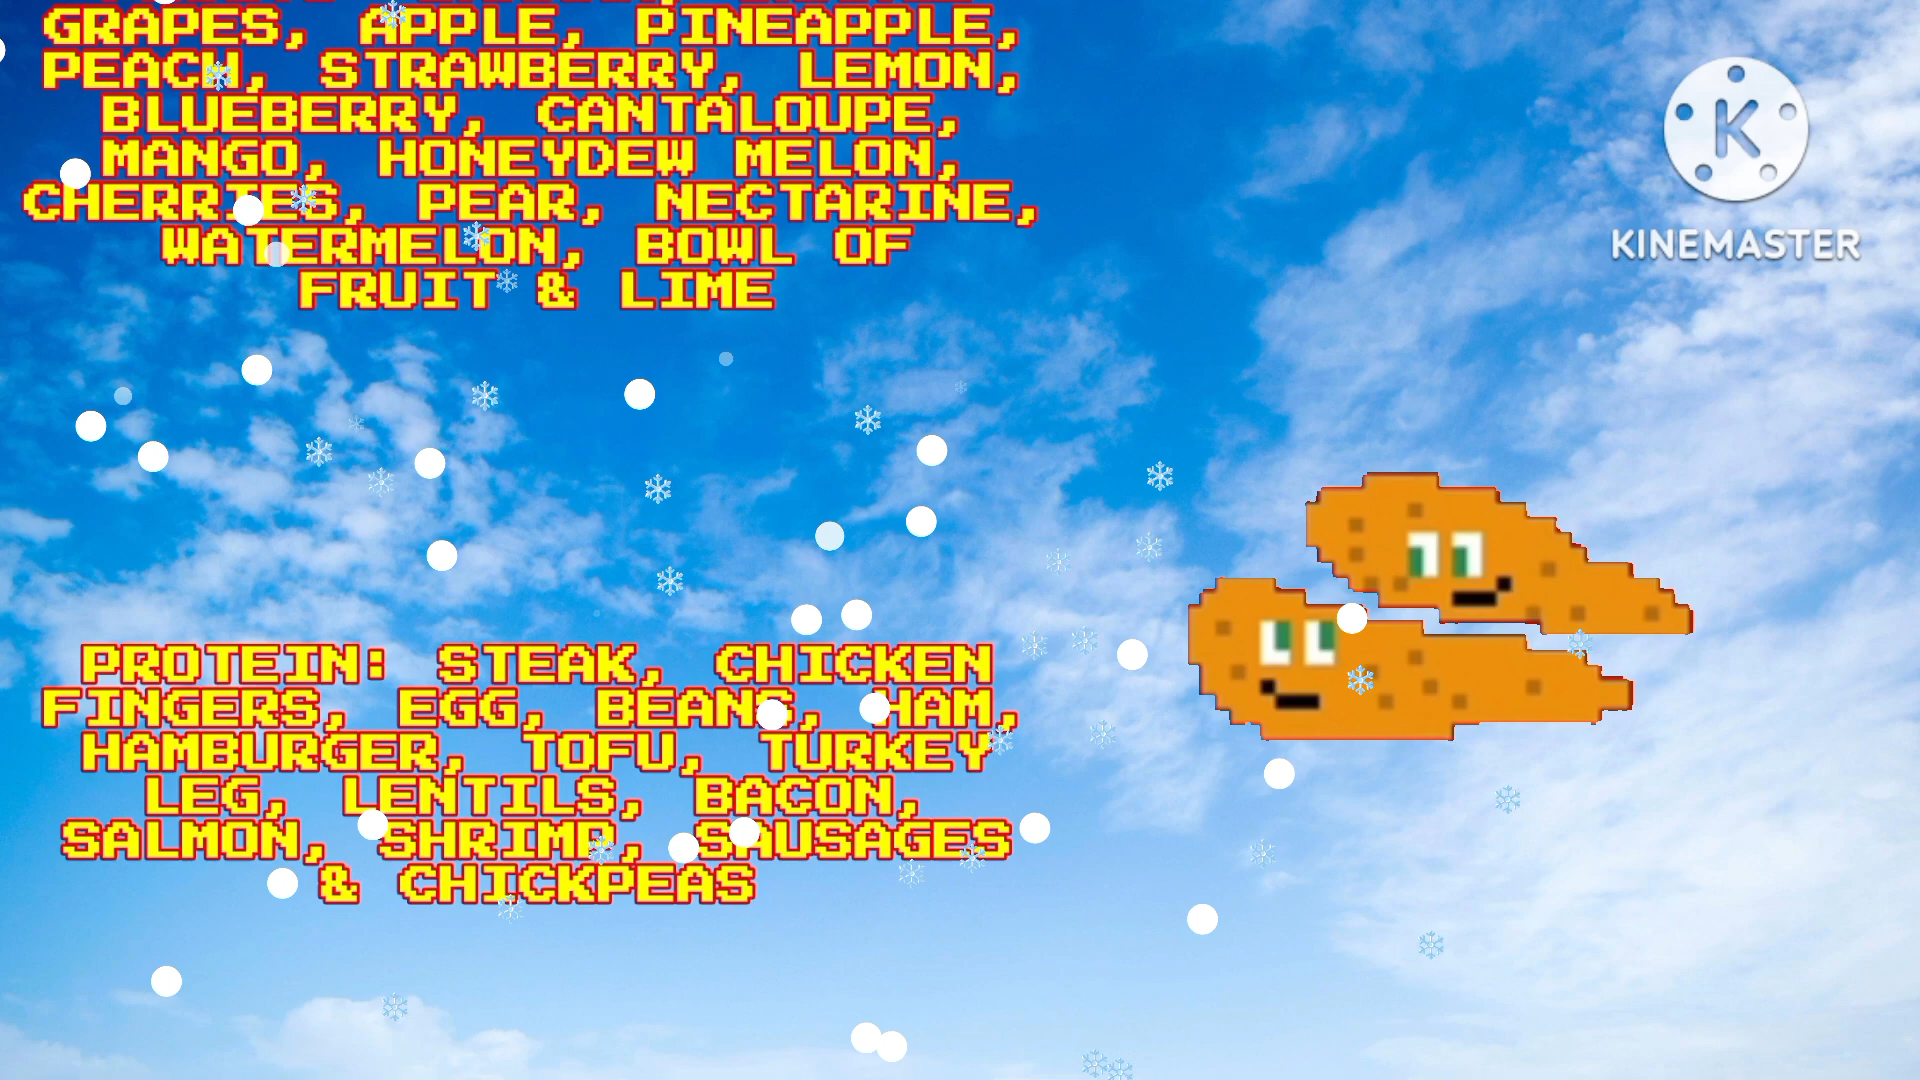 GRAPES, APPLE, PINEAPPLE,
PEACH, STRAWBERRY, LEMON,
BLUEBERRY, CANTALOUPE,
MANGO, HONEYDEW MELON,
CHERRIES, PEAR, NECTARINE,
WATERMELON, BOWL OF
FRUIT & LIME
K
KINEMASTER
PROTEIN: STEAK, CHICKEN
FINGERS, EGG, BEANS, HAM,
HAMBURGER, TOFU, TURKEY
LEG, LENTILS, BACON,
SALMON, SHRIMP, SAUSAGES
& CHICKPEAS